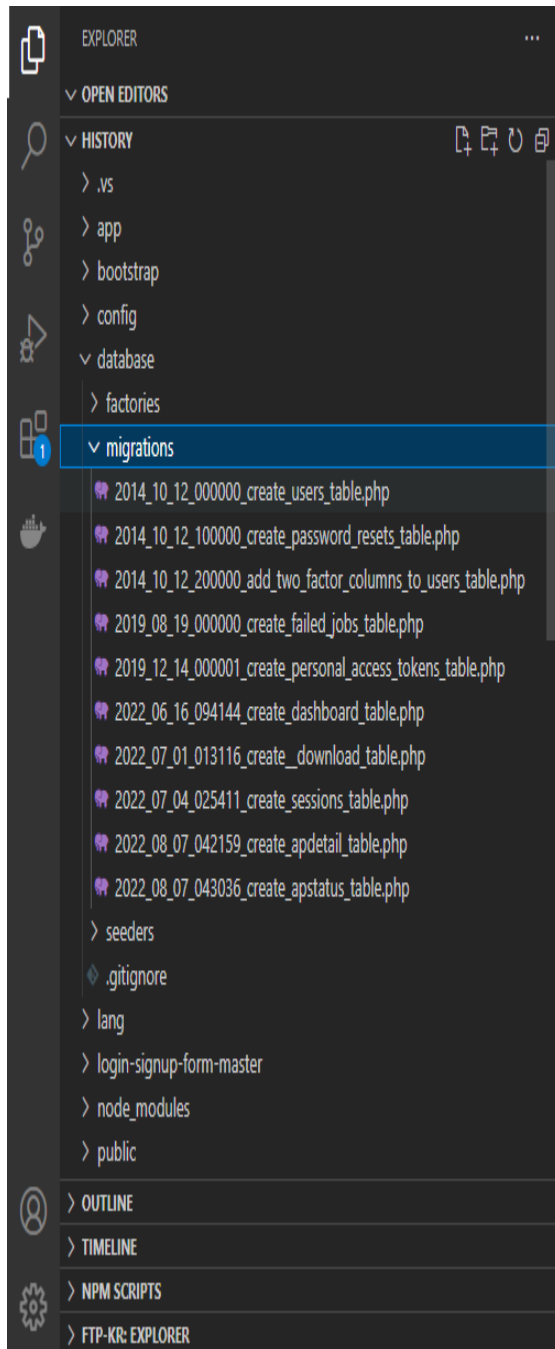 EXPLORER
OPEN EDITORS
HISTORY
.vs
app
bootstrap
config
database
factories
migrations
2014_10_12_000000_create_users_table.php
2014_10_12_100000_create_password_resets_table.php
2014_10_12_200000_add_two_factor_columns_to_users_table.php
2019_08_19_000000_create_failed_jobs_table.php
2019_12_14_000001_create_personal_access_tokens_table.php
2022_06_16_094144_create_dashboard_table.php
2022_07_01_013116_create__download_table.php
2022_07_04_025411_create_sessions_table.php
2022_08_07_042159_create_apdetail_table.php
2022_08_07_043036_create_apstatus_table.php
seeders
.gitignore
lang
login-signup-form-master
node_modules
public
OUTLINE
TIMELINE
NPM SCRIPTS
FTP-KR: EXPLORER
1